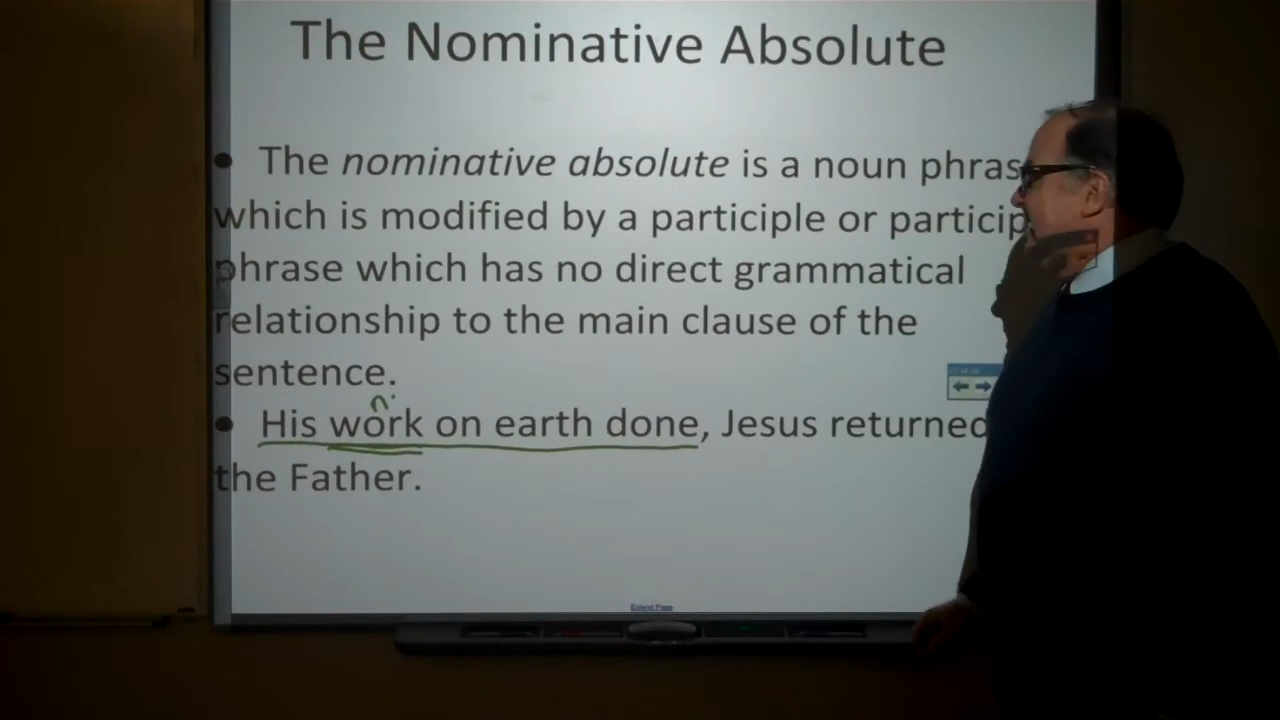 The Nominative Absolute
• The nominative absolute is a noun phras
which is modified by a participle or particip
phrase which has no direct grammatical
relationship to the main clause of the
sentence.
n.
• His work on earth done, Jesus returned
the Father.
Extend Page